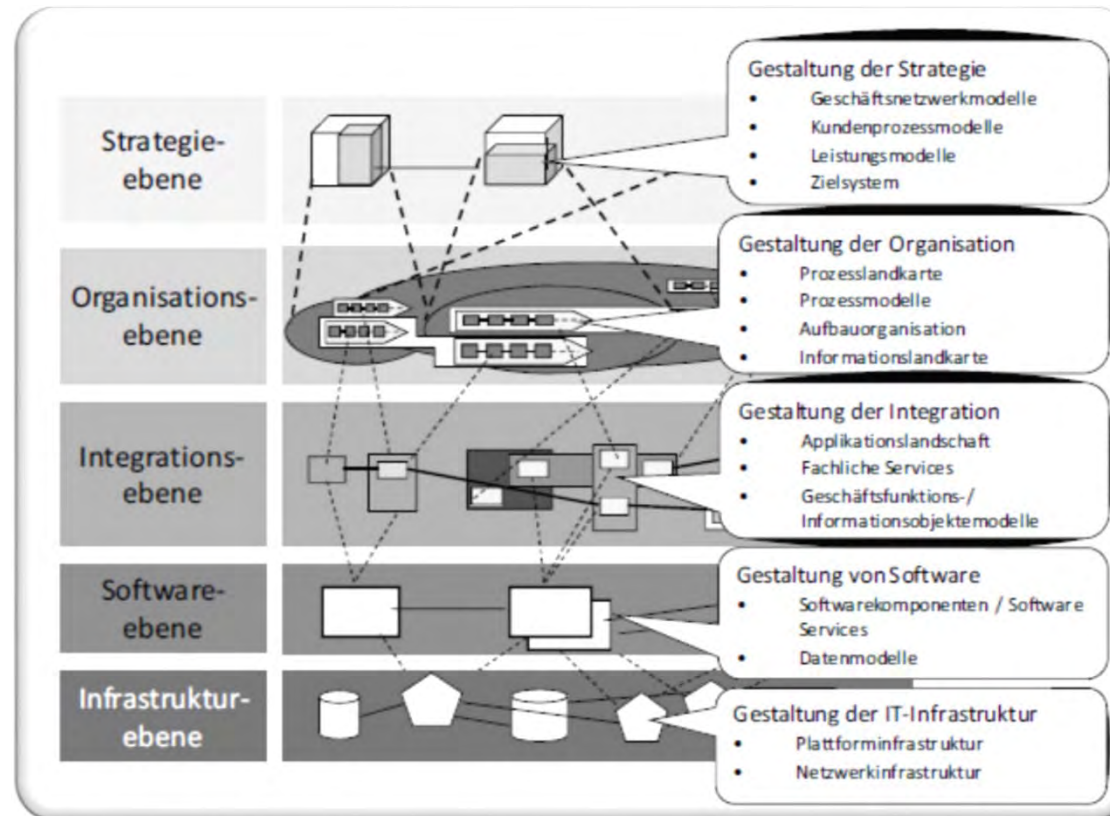 Strategie-
ebene
Gestaltung der Strategie
• Geschäftsnetzwerkmodelle
• Kundenprozessmodelle
• Leistungsmodelle
• Zielsystem
Organisations-
ebene
Gestaltung der Organisation
• Prozesslandkarte
• Prozessmodelle
• Aufbauorganisation
• Informationslandkarte
Integrations-
ebene
Gestaltung der Integration
• Applikationslandschaft
• Fachliche Services
• Geschäftsfunktions-/
Informationsobjektemodelle
Software-
ebene
Gestaltung von Software
• Softwarekomponenten / Software
Services
• Datenmodelle
Infrastruktur-
ebene
Gestaltung der IT-Infrastruktur
• Plattforminfrastruktur
• Netzwerkinfrastruktur